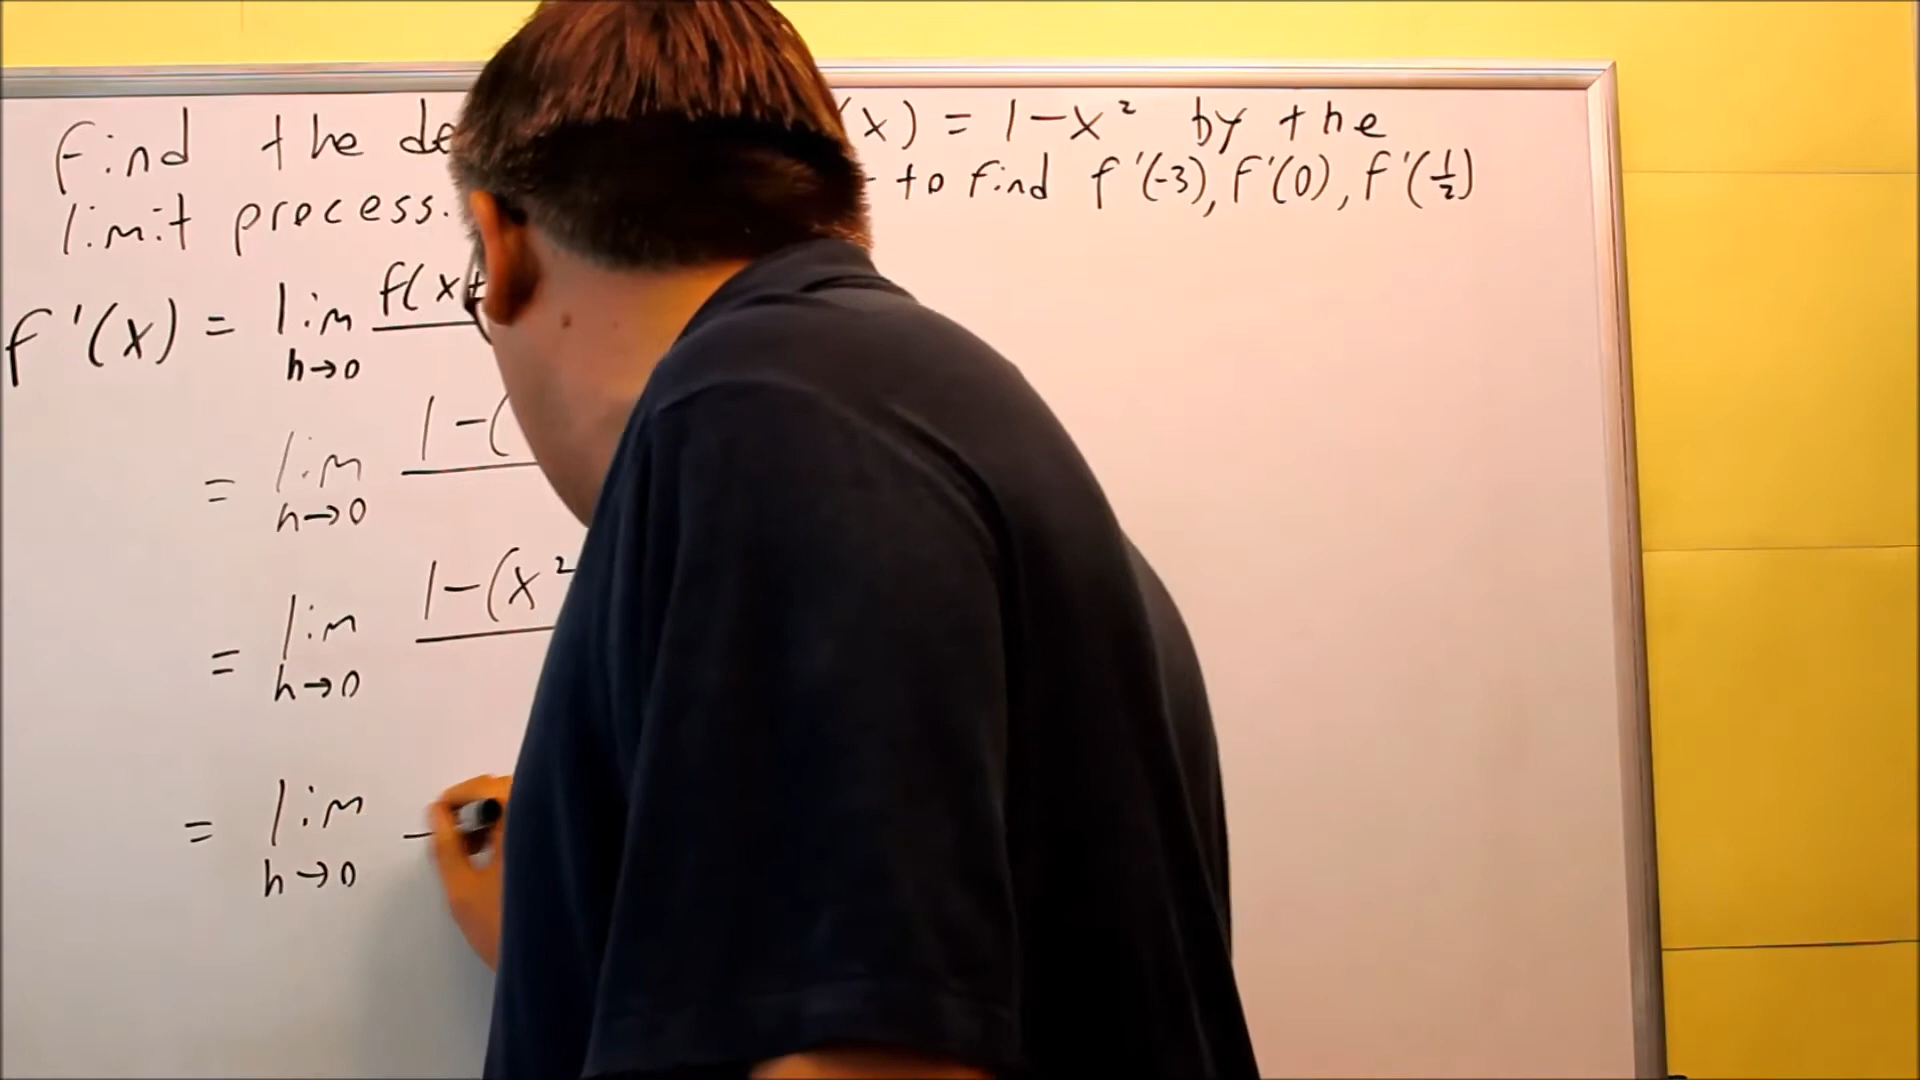 Find the (x) = 1-x² by the
limit process. to find f'(-3), f'(0), f'(1/2)
f'(x) = lim f(x+
h→0
1-(
= lim
h→0
1-(x²
= lim
h→0
= lim
h→0